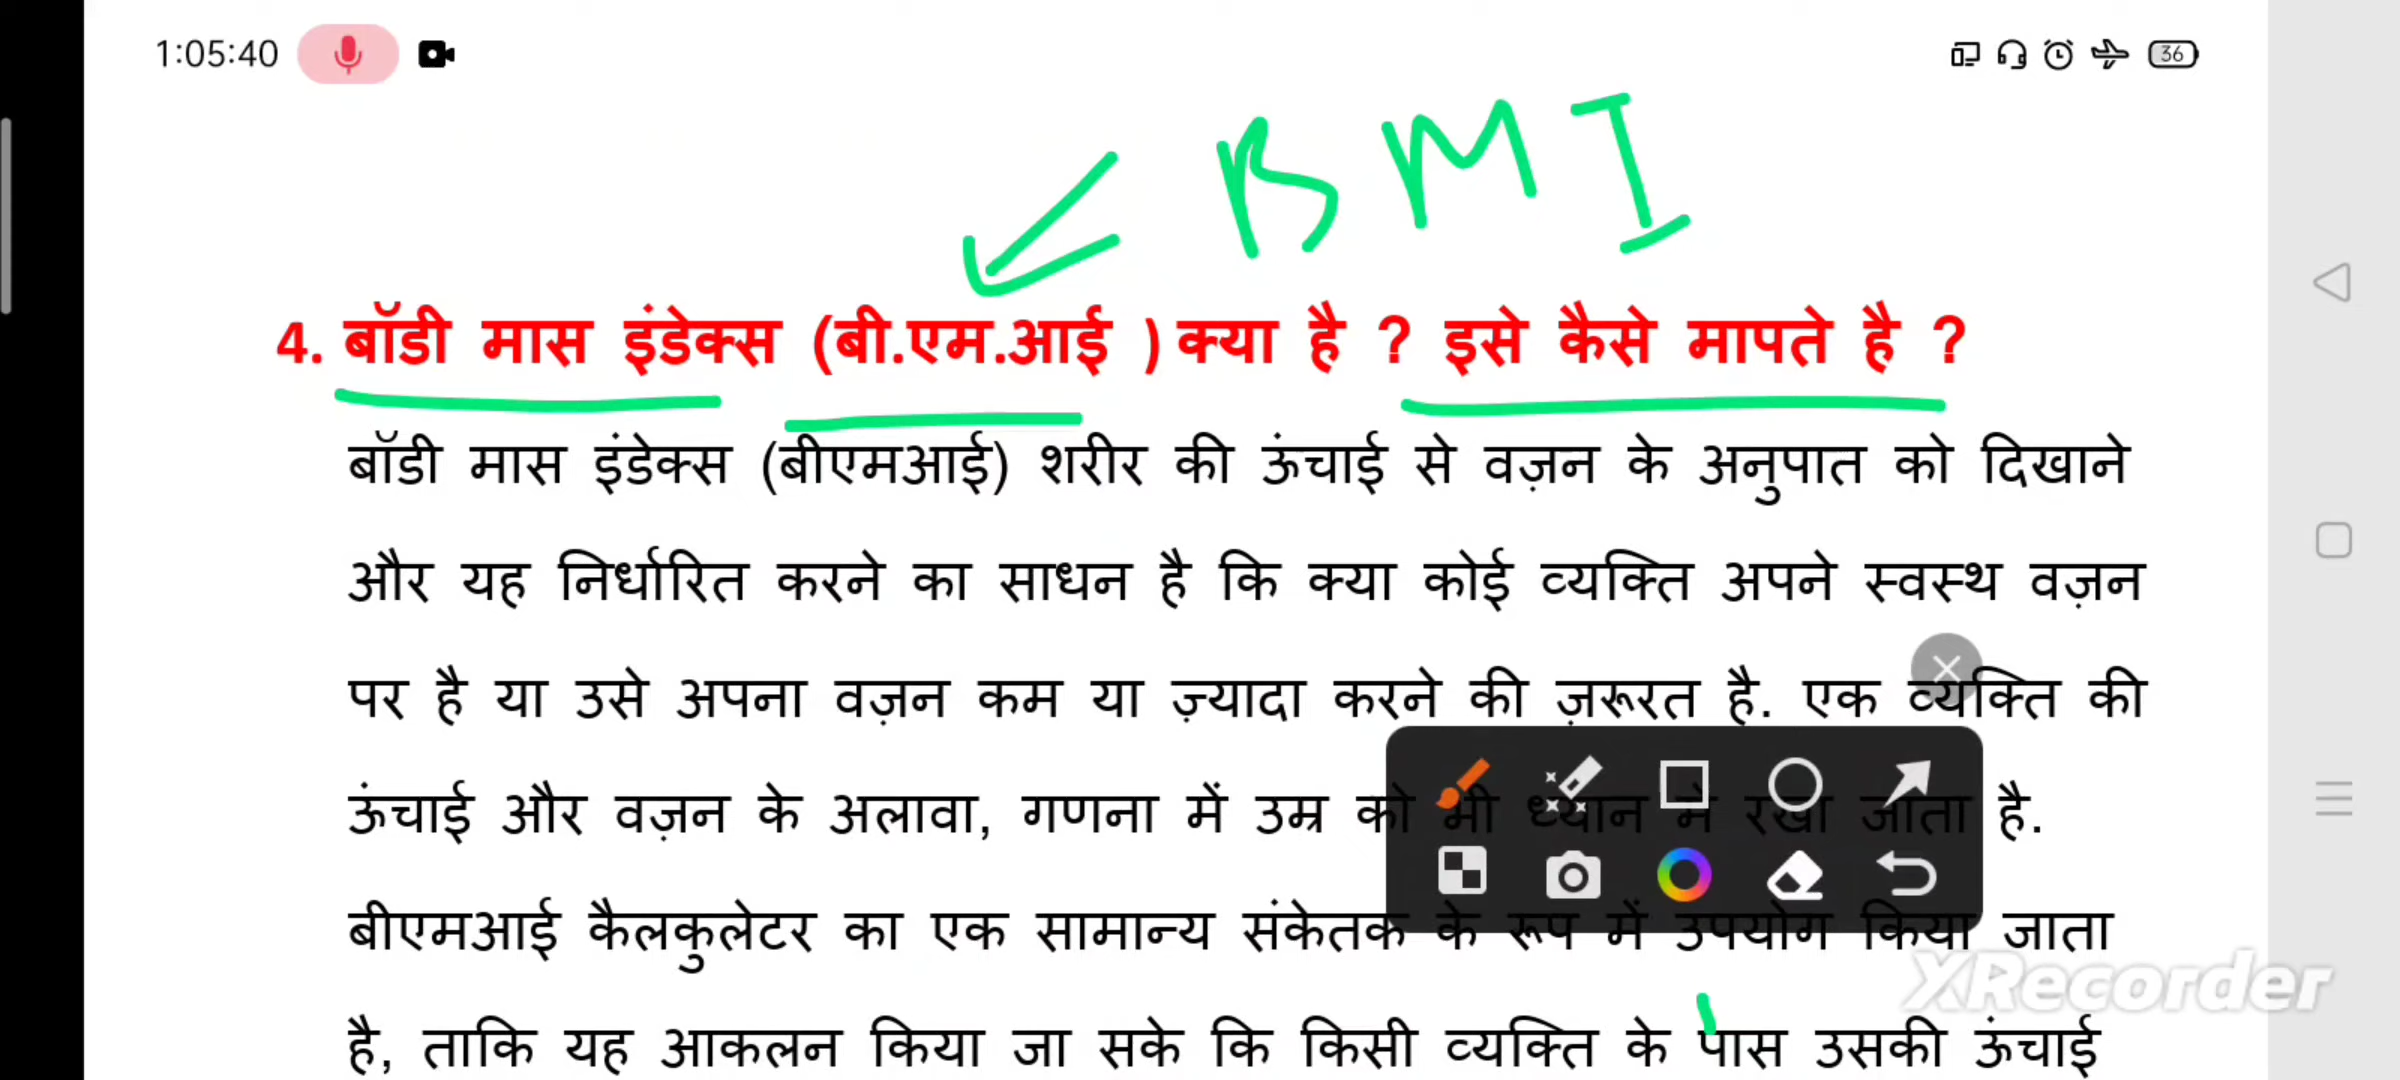 1:05:40
36
BMI
4. बॉडी मास इंडेक्स (बी.एम.आई ) क्या है ? इसे कैसे मापते है ?
बॉडी मास इंडेक्स (बीएमआई) शरीर की ऊंचाई से वज़न के अनुपात को दिखाने
और यह निर्धारित करने का साधन है कि क्या कोई व्यक्ति अपने स्वस्थ वज़न
पर है या उसे अपना वज़न कम या ज़्यादा करने की ज़रूरत है. एक व्यक्ति की
ऊंचाई और वज़न के अलावा, गणना में उम्र को भी ध्यान में रखा जाता है.
बीएमआई कैलकुलेटर का एक सामान्य संकेतक के रूप में उपयोग किया जाता
XRecorder
है, ताकि यह आकलन किया जा सके कि किसी व्यक्ति के पास उसकी ऊंचाई